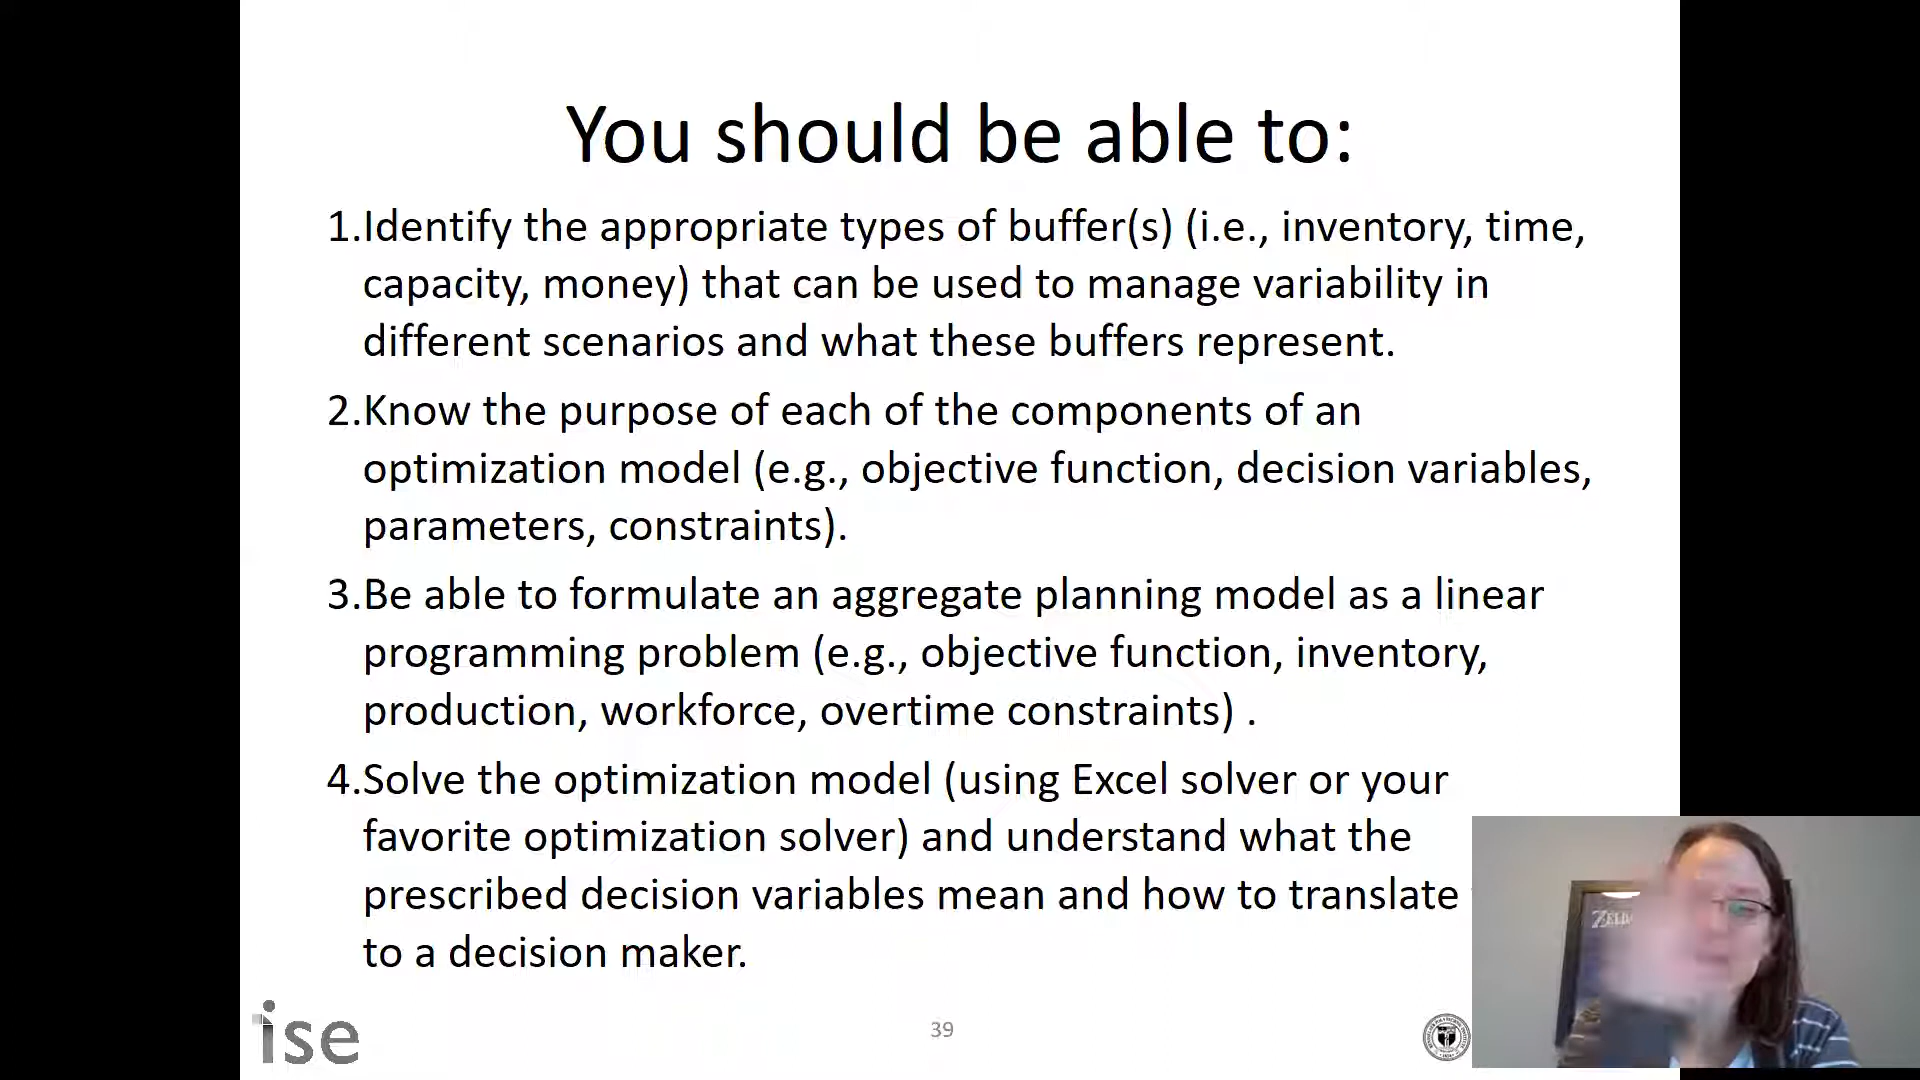 You should be able to:
1.Identify the appropriate types of buffer(s) (i.e., inventory, time,
capacity, money) that can be used to manage variability in
different scenarios and what these buffers represent.
2.Know the purpose of each of the components of an
optimization model (e.g., objective function, decision variables,
parameters, constraints).
3.Be able to formulate an aggregate planning model as a linear
programming problem (e.g., objective function, inventory,
production, workforce, overtime constraints) .
4.Solve the optimization model (using Excel solver or your
favorite optimization solver) and understand what the
prescribed decision variables mean and how to translate
to a decision maker.
ise
39